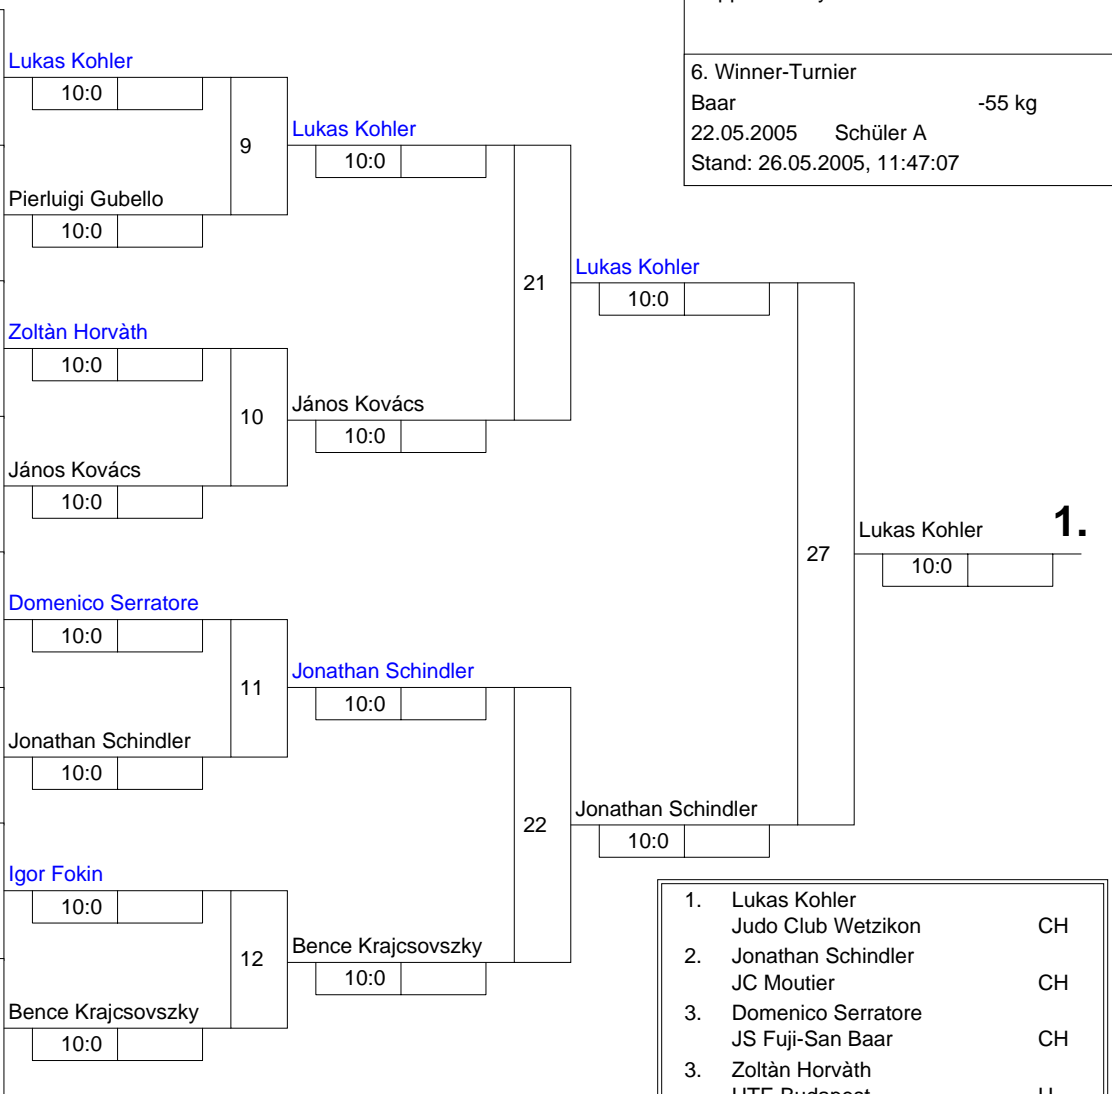 6. Winner-Turnier
Baar -55 kg
22.05.2005 Schüler A
Stand: 26.05.2005, 11:47:07
Lukas Kohler
10:0
9
Pierluigi Gubello
10:0
Lukas Kohler
10:0
Zoltàn Horvàth
10:0
10
János Kovács
10:0
János Kovács
10:0
21
Lukas Kohler
10:0
Domenico Serratore
10:0
11
Jonathan Schindler
10:0
Jonathan Schindler
10:0
Igor Fokin
10:0
12
Bence Krajcsovszky
10:0
Bence Krajcsovszky
10:0
22
Jonathan Schindler
10:0
27
Lukas Kohler 1.
10:0
1. Lukas Kohler
Judo Club Wetzikon CH
2. Jonathan Schindler
JC Moutier CH
3. Domenico Serratore
JS Fuji-San Baar CH
3. Zoltàn Horvàth